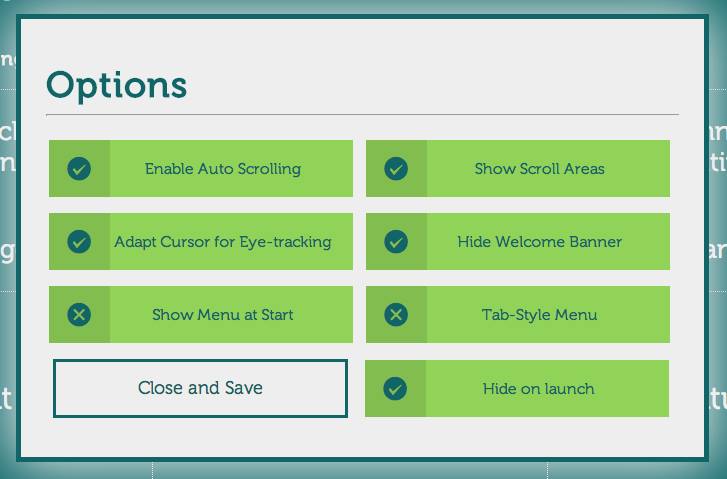 Options
Enable Auto Scrolling
Show Scroll Areas
Adapt Cursor for Eye-tracking
Hide Welcome Banner
Show Menu at Start
Tab-Style Menu
Close and Save
Hide on launch